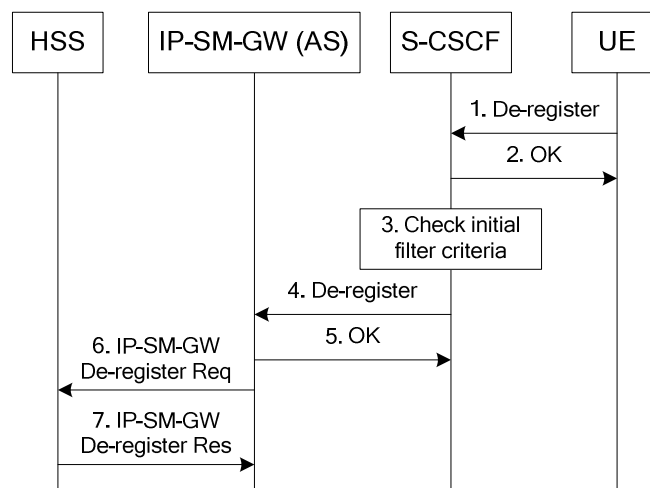 HSS
IP-SM-GW (AS)
S-CSCF
UE
1. De-register
2. OK
3. Check initial
filter criteria
4. De-register
5. OK
6. IP-SM-GW
De-register Req
7. IP-SM-GW
De-register Res